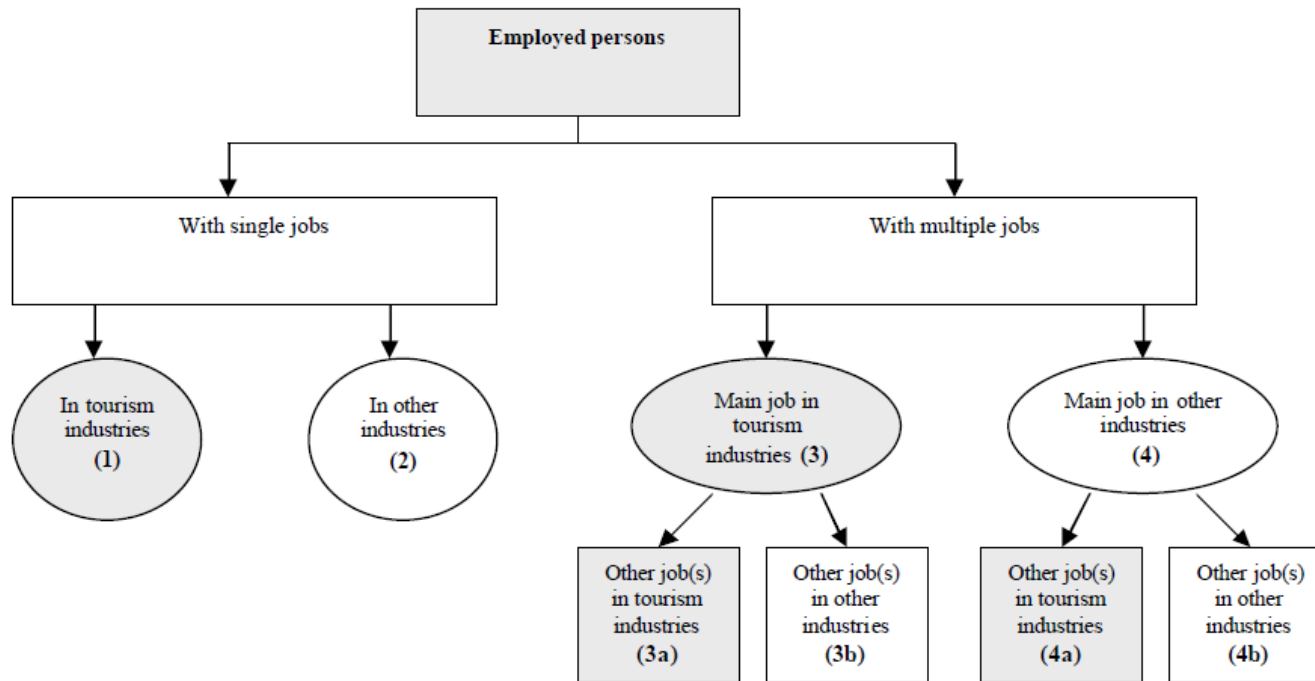 Employed persons
With single jobs
With multiple jobs
In tourism
industries
(1)
In other
industries
(2)
Main job in
tourism
industries (3)
Main job in other
industries
(4)
Other job(s)
in tourism
industries
(3a)
Other job(s)
in other
industries
(3b)
Other job(s)
in tourism
industries
(4a)
Other job(s)
in other
industries
(4b)